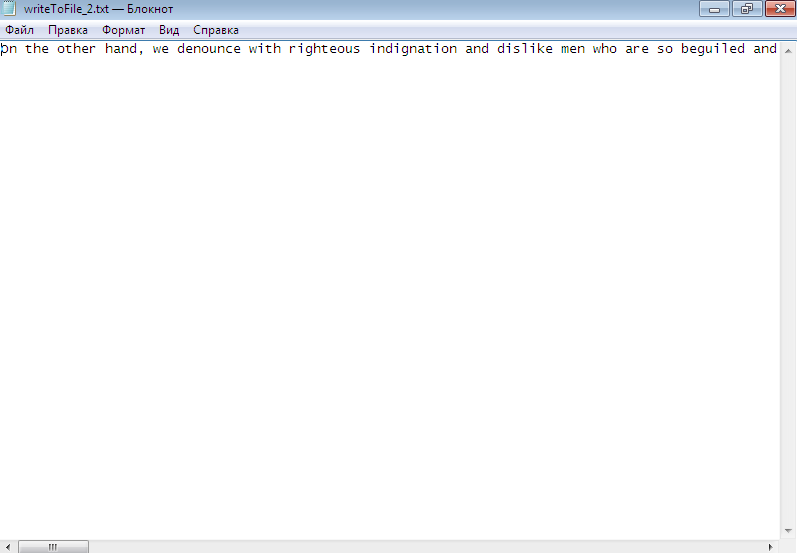 writeToFile_2.txt — Блокнот
Файл Правка Формат Вид Справка
On the other hand, we denounce with righteous indignation and dislike men who are so beguiled and